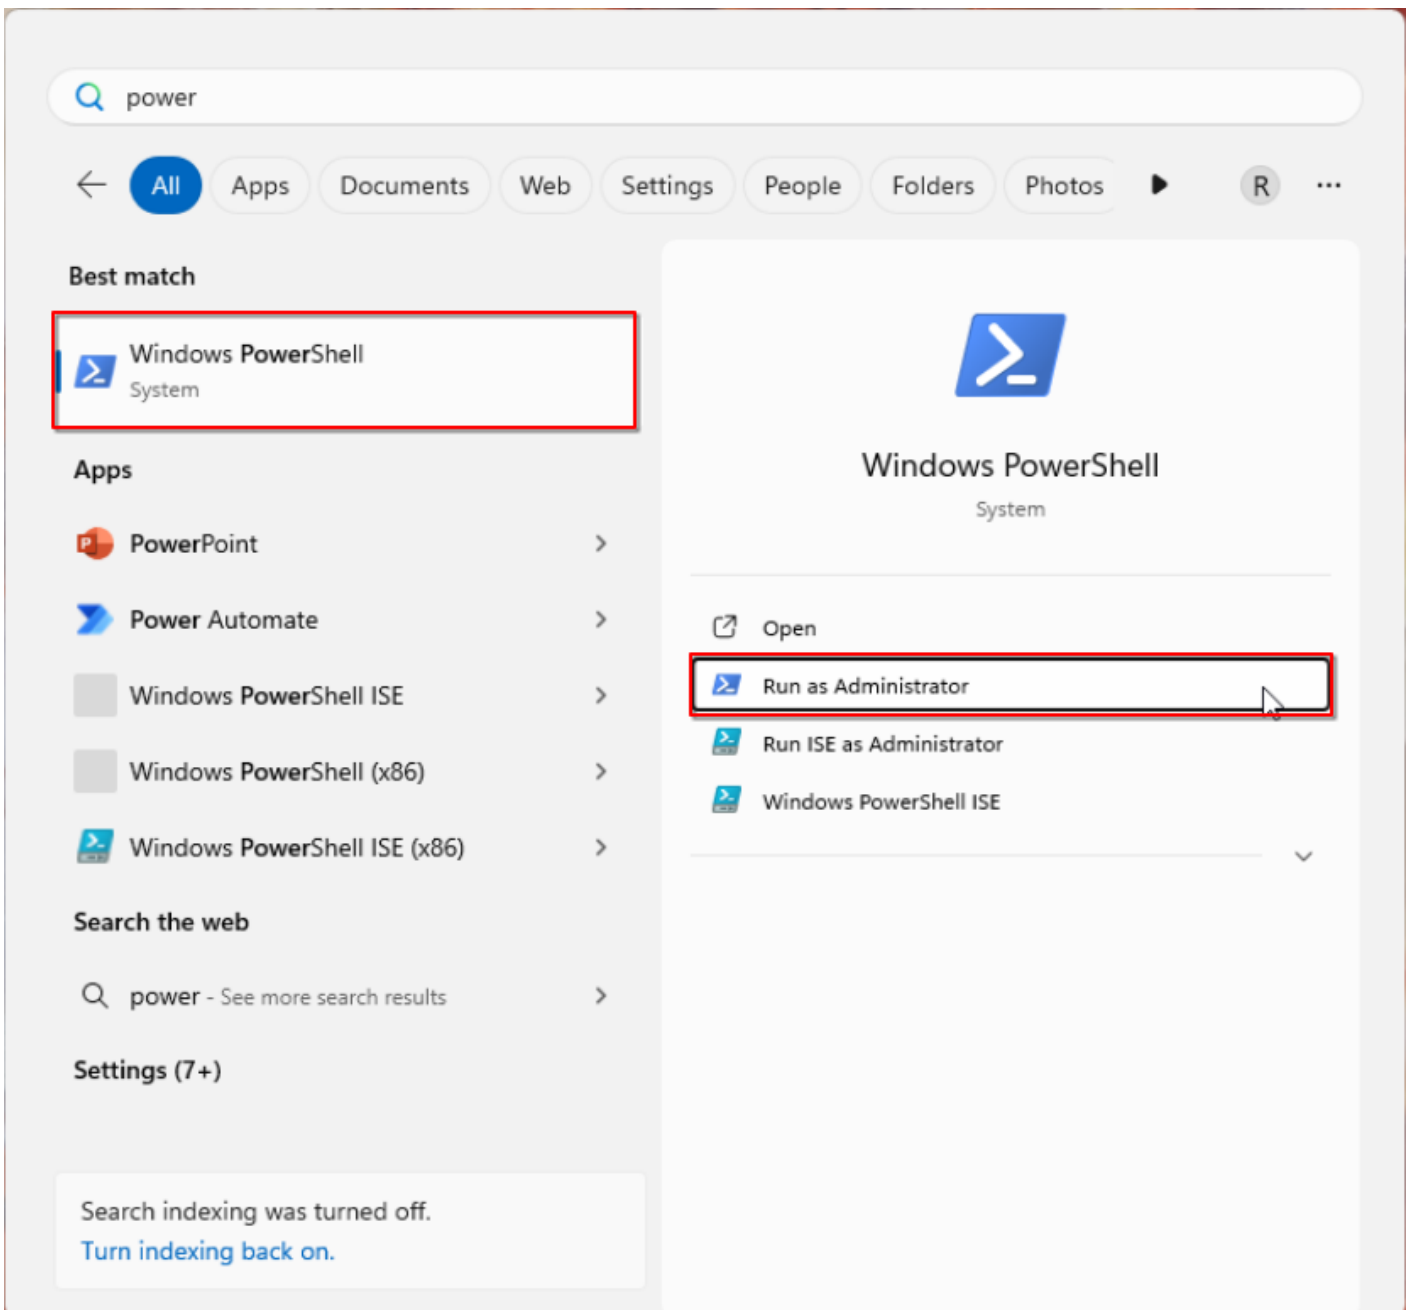 power
All Apps Documents Web Settings People Folders Photos R ...
Best match
Windows PowerShell
System
Apps
PowerPoint
Power Automate
Windows PowerShell ISE
Windows PowerShell (x86)
Windows PowerShell ISE (x86)
Search the web
power - See more search results
Settings (7+)
Search indexing was turned off.
Turn indexing back on.
Windows PowerShell
System
Open
Run as Administrator
Run ISE as Administrator
Windows PowerShell ISE